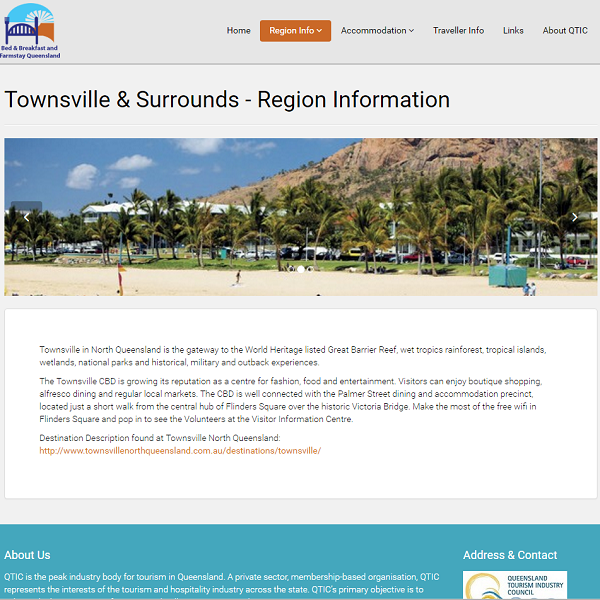 Bed & Breakfast and
Farmstay Queensland
Home
Region Info
Accommodation
Traveller Info
Links
About QTIC
Townsville & Surrounds - Region Information
Townsville in North Queensland is the gateway to the World Heritage listed Great Barrier Reef, wet tropics rainforest, tropical islands,
wetlands, national parks and historical, military and outback experiences.
The Townsville CBD is growing its reputation as a centre for fashion, food and entertainment. Visitors can enjoy boutique shopping,
alfresco dining and regular local markets. The CBD is well connected with the Palmer Street dining and accommodation precinct,
located just a short walk from the central hub of Flinders Square over the historic Victoria Bridge. Make the most of the free wifi in
Flinders Square and pop in to see the Volunteers at the Visitor Information Centre.
Destination Description found at Townsville North Queensland:
http://www.townsvillenorthqueensland.com.au/destinations/townsville/
About Us
QTIC is the peak industry body for tourism in Queensland. A private sector, membership-based organisation, QTIC
represents the interests of the tourism and hospitality industry across the state. QTIC's primary objective is to
Address & Contact
QUEENSLAND
TOURISM INDUSTRY
COUNCIL